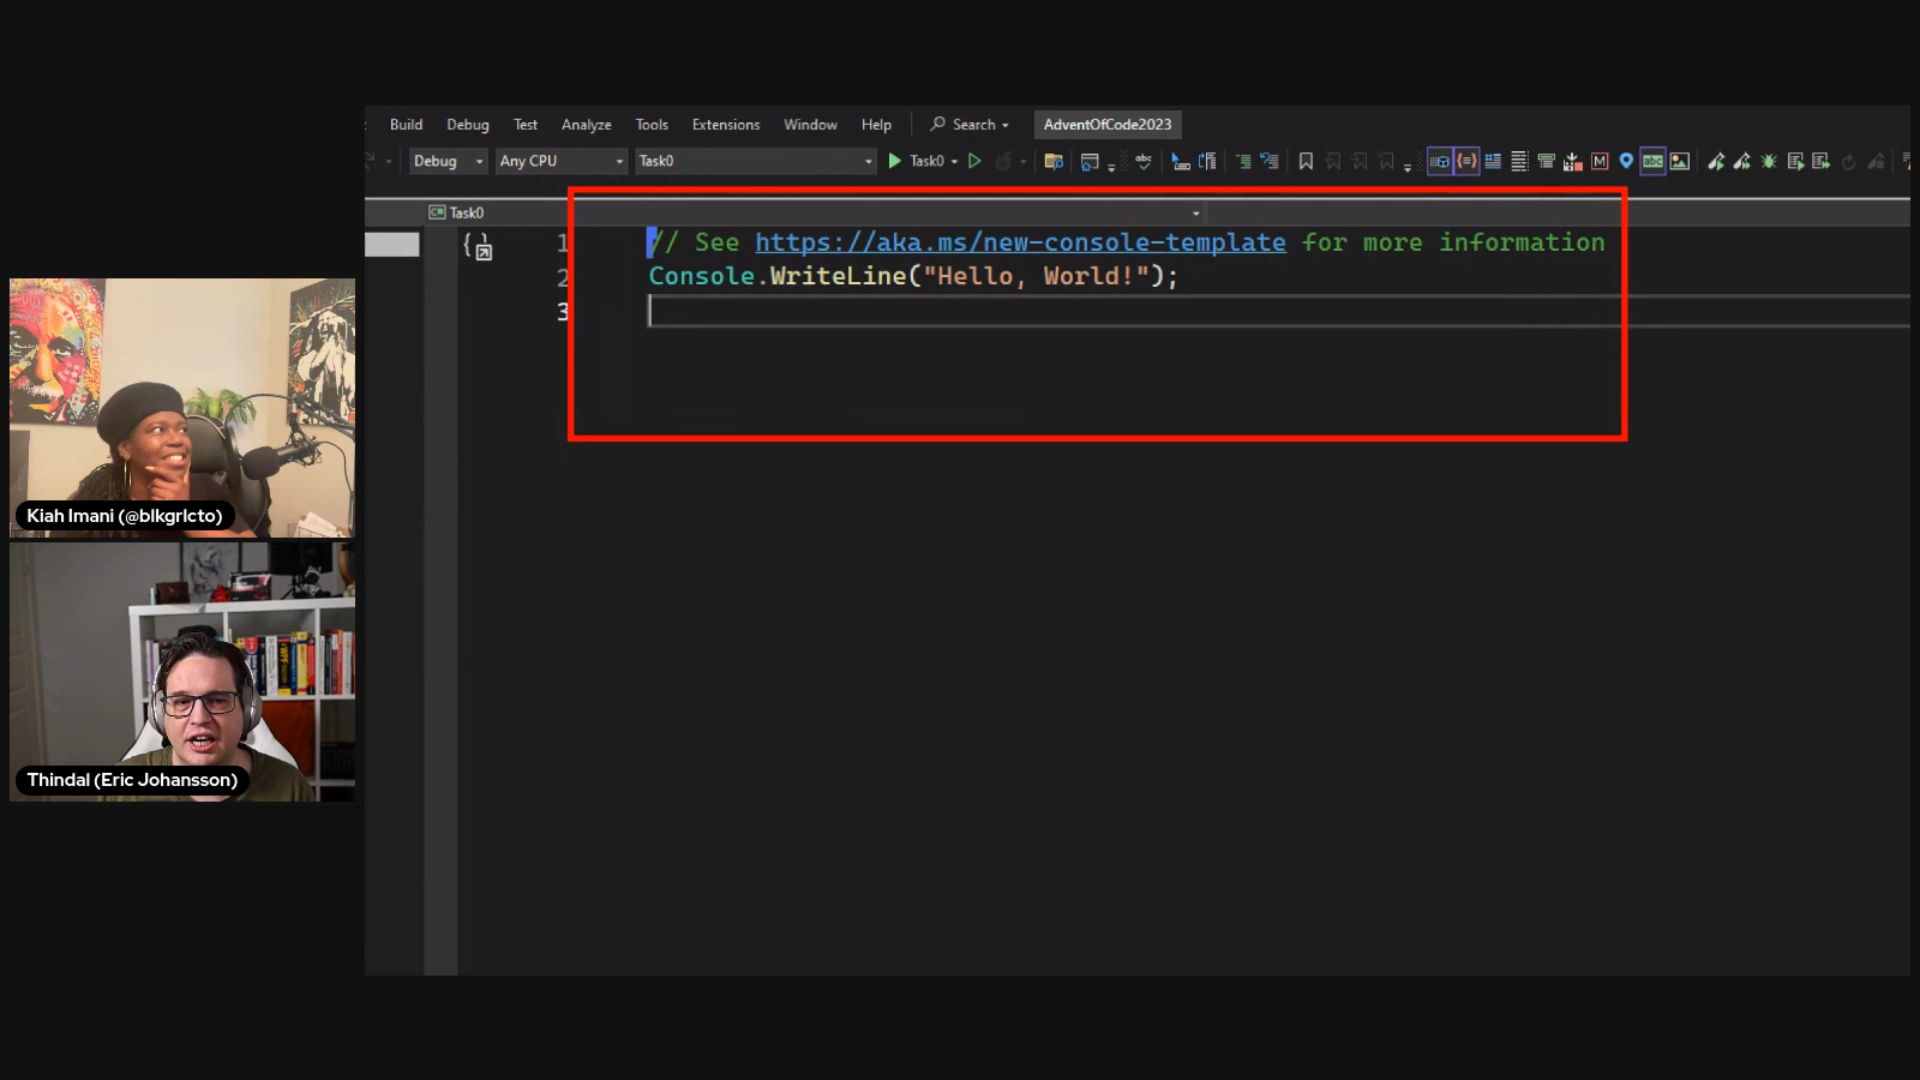 Build Debug Test Analyze Tools Extensions Window Help Search AdventOfCode2023
Debug Any CPU Task0 Task0
Task0
1 // See https://aka.ms/new-console-template for more information
2 Console.WriteLine("Hello, World!");
3
Kiah Imani (@blkgrlcto)
Thindal (Eric Johansson)